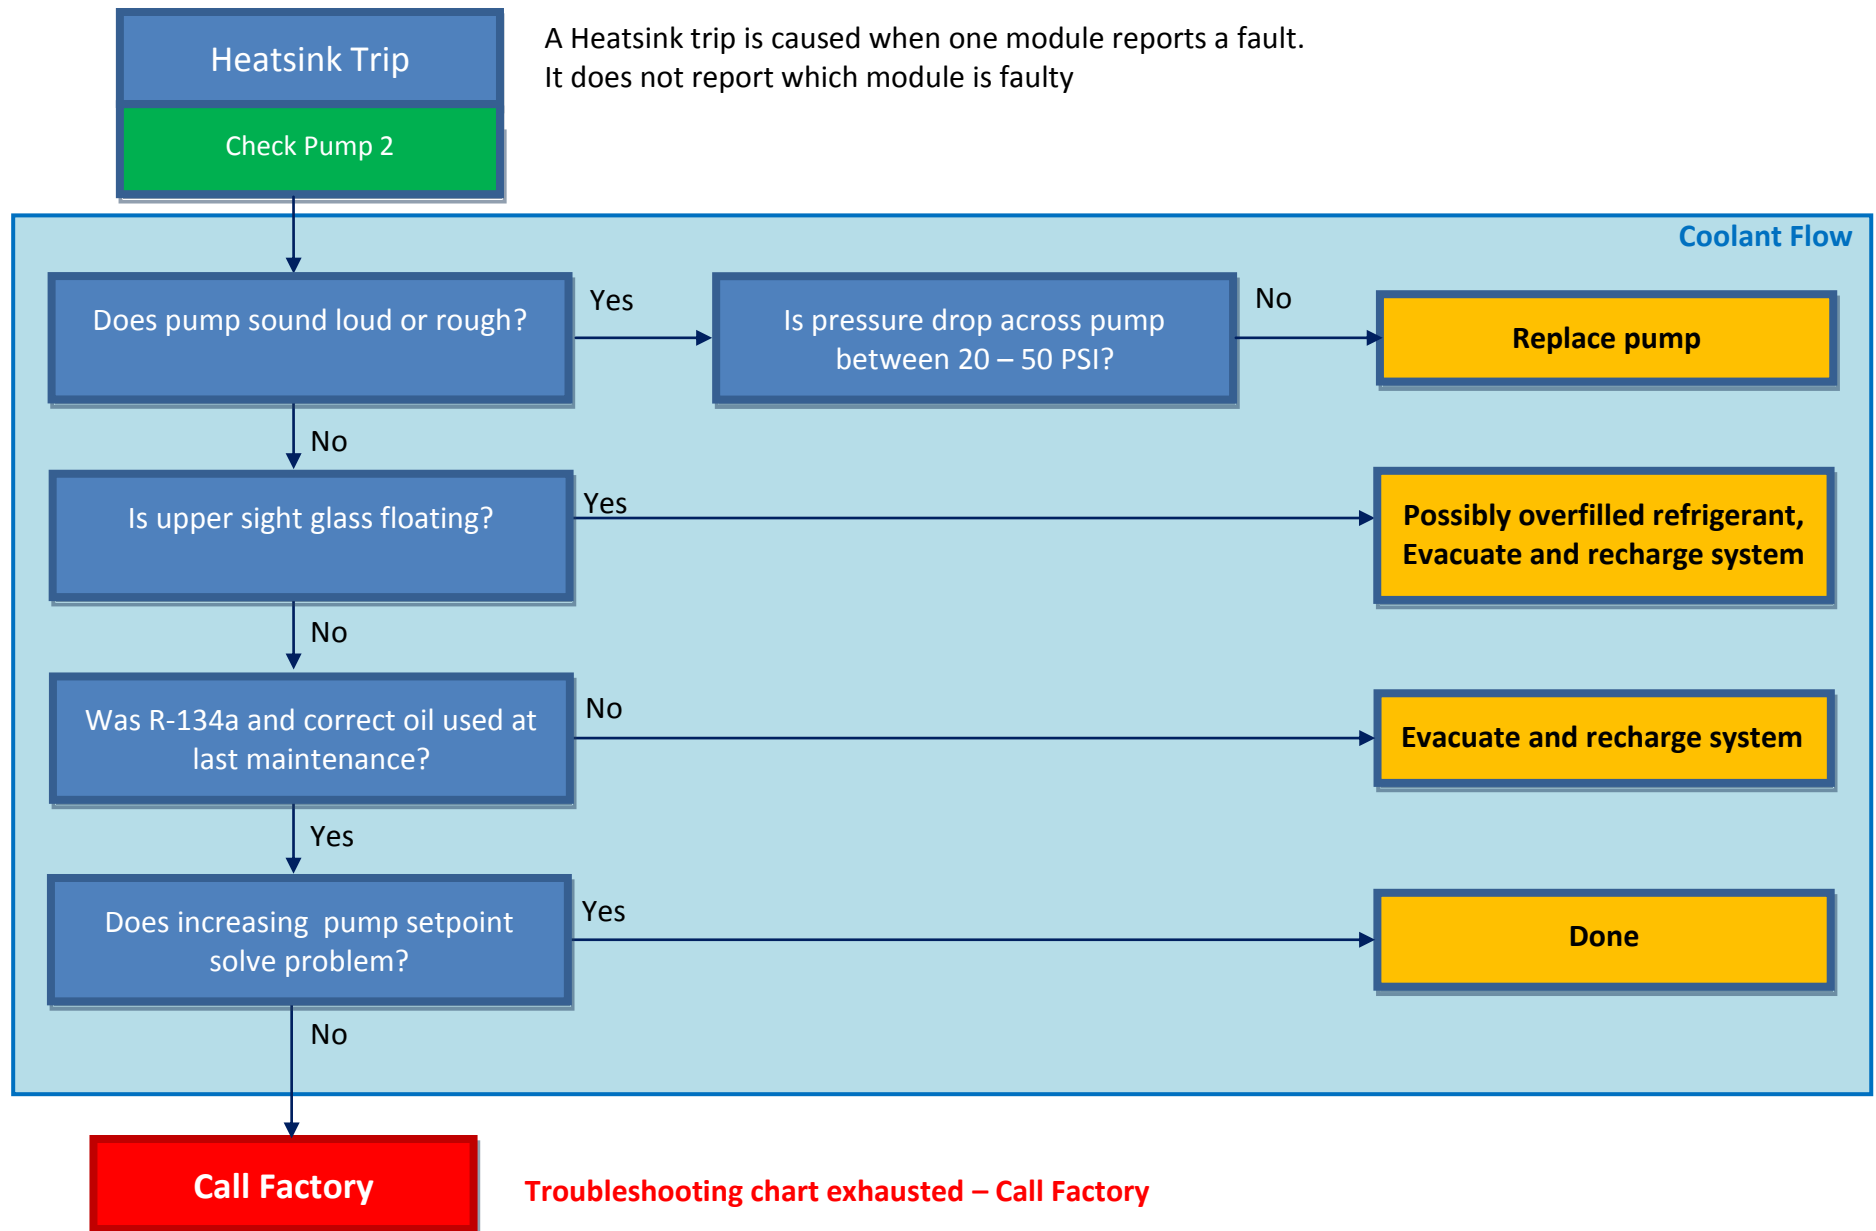 Heatsink Trip
Check Pump 2
A Heatsink trip is caused when one module reports a fault.
It does not report which module is faulty
Coolant Flow
Does pump sound loud or rough?
Yes
Is pressure drop across pump
between 20 – 50 PSI?
No
Replace pump
No
Is upper sight glass floating?
Yes
Possibly overfilled refrigerant,
Evacuate and recharge system
No
Was R-134a and correct oil used at
last maintenance?
No
Evacuate and recharge system
Yes
Does increasing  pump setpoint
solve problem?
Yes
Done
No
Call Factory
Troubleshooting chart exhausted – Call Factory